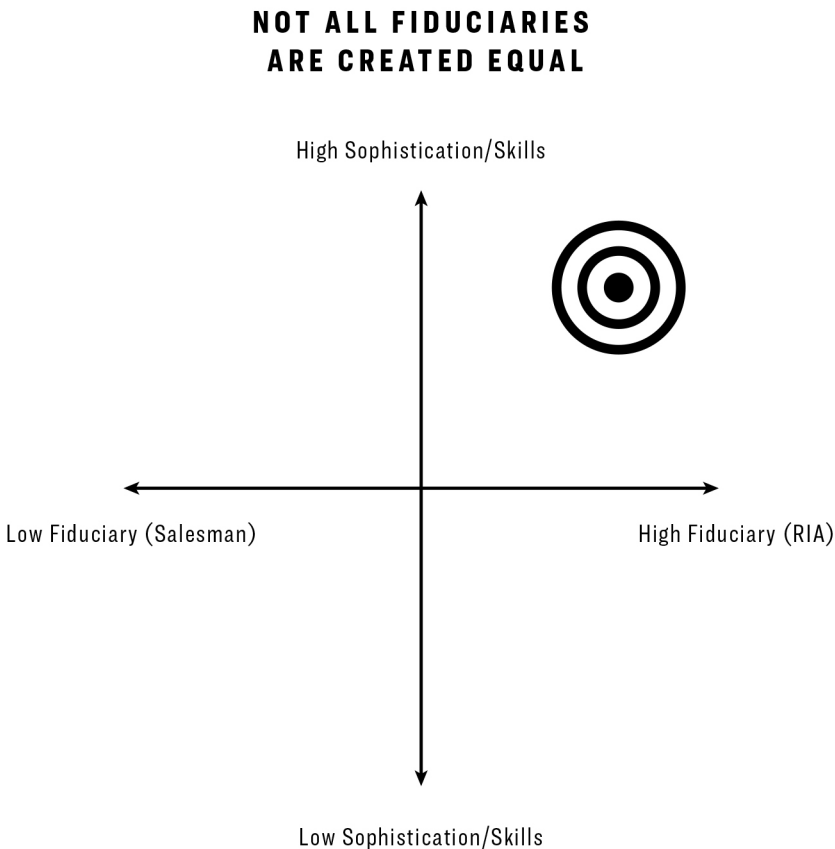 NOT ALL FIDUCIARIES
ARE CREATED EQUAL
High Sophistication/Skills
Low Fiduciary (Salesman)
High Fiduciary (RIA)
Low Sophistication/Skills